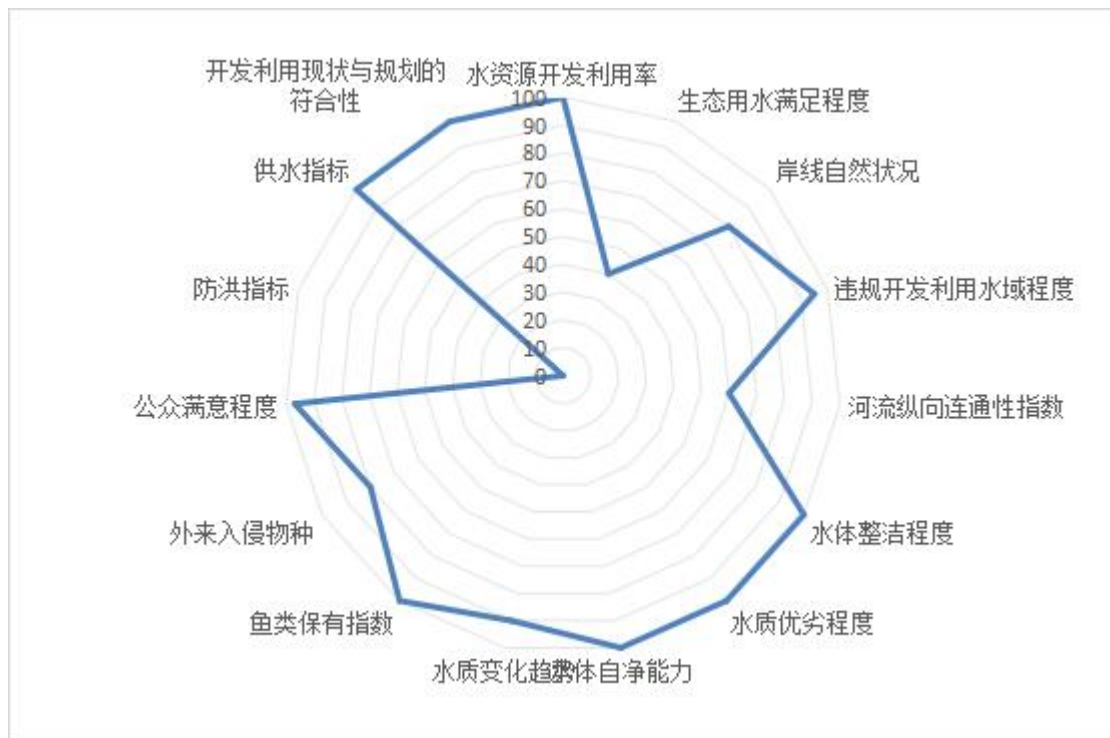 水资源开发利用率
生态用水满足程度
岸线自然状况
违规开发利用水域程度
河流纵向连通性指数
水体整洁程度
水质优劣程度
水体自净能力
水质变化趋势
鱼类保有指数
外来入侵物种
公众满意程度
防洪指标
供水指标
开发利用现状与规划的
符合性
100
90
80
70
60
50
40
30
20
10
0